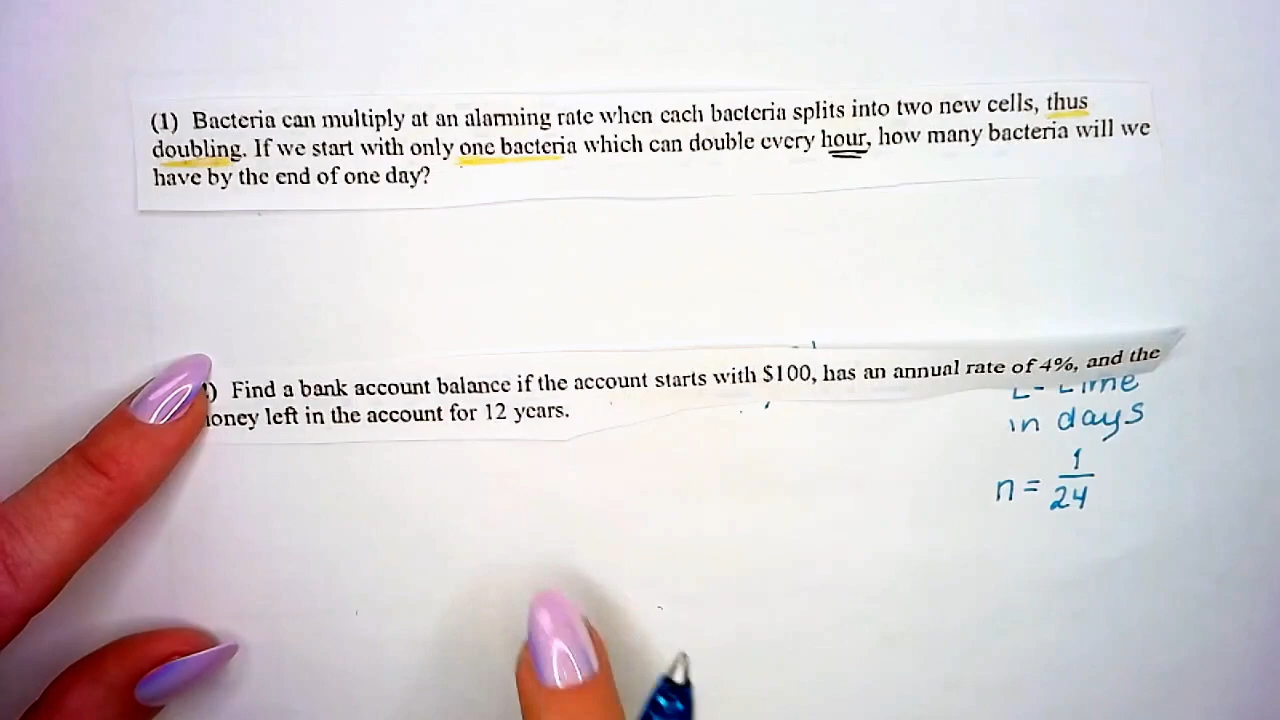 (1) Bacteria can multiply at an alarming rate when each bacteria splits into two new cells, thus
doubling. If we start with only one bacteria which can double every hour, how many bacteria will we
have by the end of one day?
) Find a bank account balance if the account starts with $100, has an annual rate of 4%, and the
oney left in the account for 12 years.
time
in days
n = 1/24